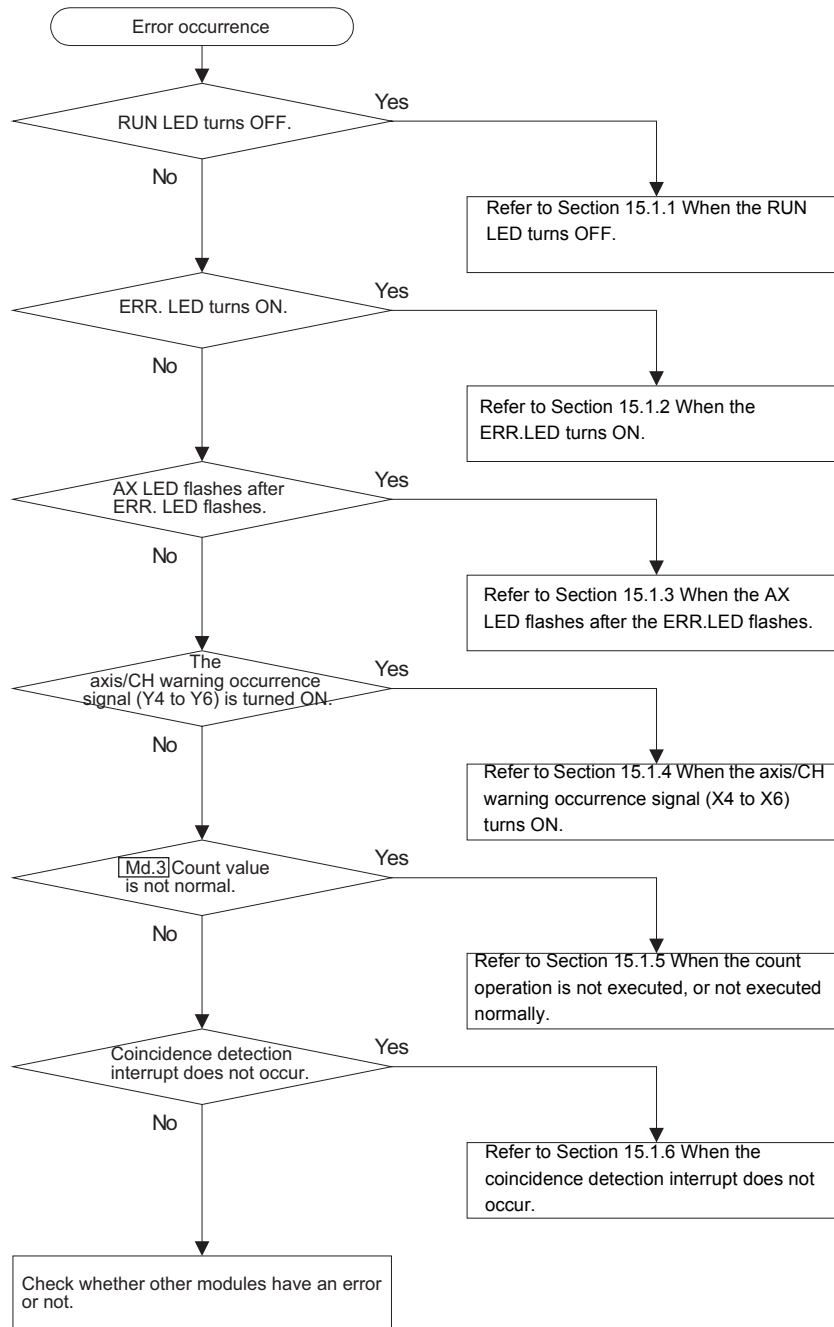 Error occurrence
RUN LED turns OFF.
Yes
No
Refer to Section 15.1.1 When the RUN
LED turns OFF.
ERR. LED turns ON.
Yes
No
Refer to Section 15.1.2 When the
ERR.LED turns ON.
AX LED flashes after
ERR. LED flashes.
Yes
No
Refer to Section 15.1.3 When the AX
LED flashes after the ERR.LED flashes.
The
axis/CH warning occurrence
signal (Y4 to Y6) is turned ON.
Yes
No
Refer to Section 15.1.4 When the axis/CH
warning occurrence signal (X4 to X6)
turns ON.
Md.3 Count value
is not normal.
Yes
No
Refer to Section 15.1.5 When the count
operation is not executed, or not executed
normally.
Coincidence detection
interrupt does not occur.
Yes
No
Refer to Section 15.1.6 When the
coincidence detection interrupt does not
occur.
Check whether other modules have an error
or not.